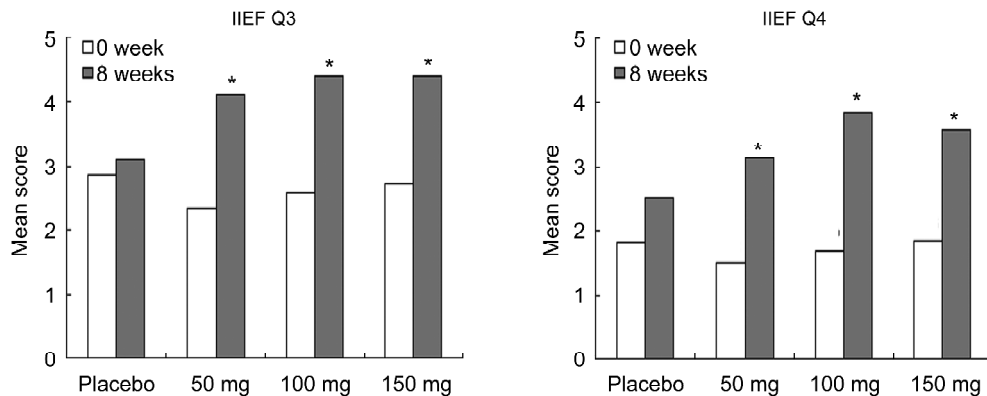 IIEF Q3
5
4
3
2
1
0
Mean score
0 week
8 weeks
*
*
*
Placebo
50 mg
100 mg
150 mg
IIEF Q4
5
4
3
2
1
0
Mean score
0 week
8 weeks
*
*
*
Placebo
50 mg
100 mg
150 mg